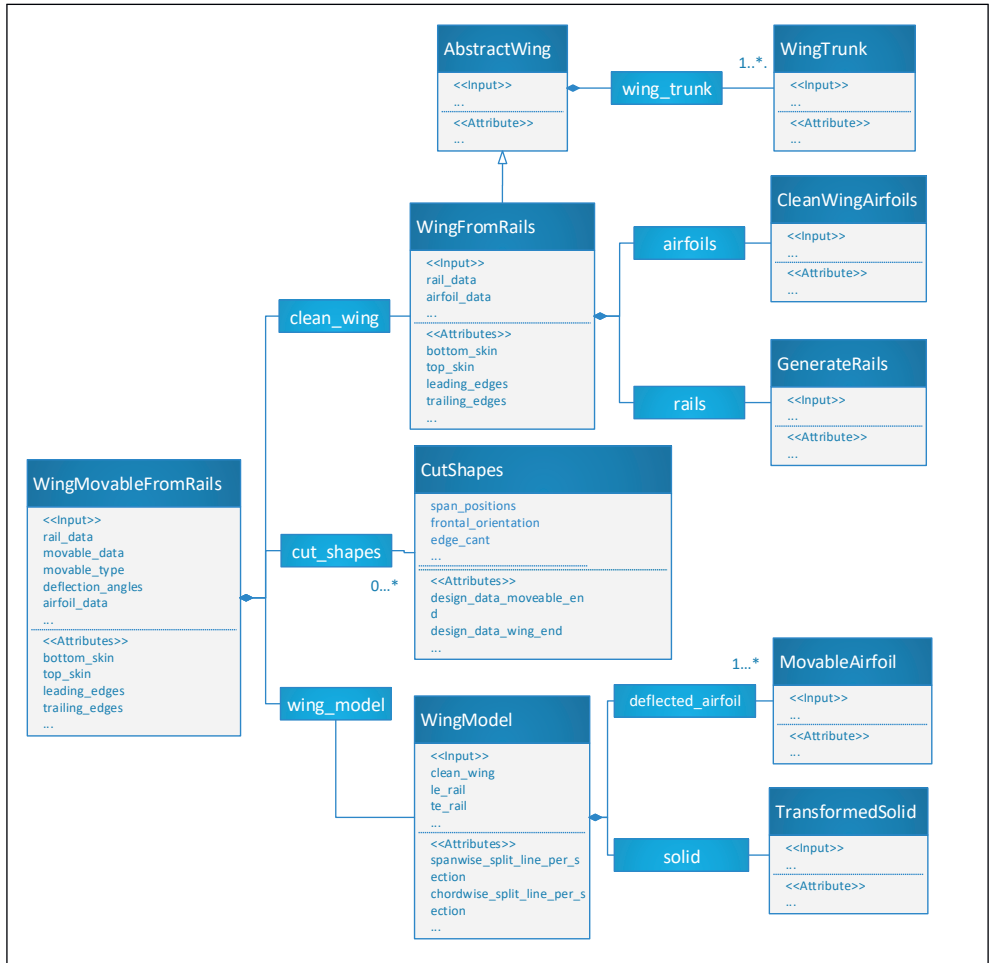 AbstractWing
<<Input>>
...
<<Attribute>>
...
wing_trunk
1..*.
WingTrunk
<<Input>>
...
<<Attribute>>
...
WingFromRails
<<Input>>
rail_data
airfoil_data
...
<<Attributes>>
bottom_skin
top_skin
leading_edges
trailing_edges
...
airfoils
CleanWingAirfoils
<<Input>>
...
<<Attribute>>
...
rails
GenerateRails
<<Input>>
...
<<Attribute>>
...
clean_wing
WingMovableFromRails
<<Input>>
rail_data
movable_data
movable_type
deflection_angles
airfoil_data
...
<<Attributes>>
bottom_skin
top_skin
leading_edges
trailing_edges
...
cut_shapes
0...*
CutShapes
span_positions
frontal_orientation
edge_cant
...
<<Attributes>>
design_data_moveable_en
d
design_data_wing_end
...
wing_model
WingModel
<<Input>>
clean_wing
le_rail
te_rail
...
<<Attributes>>
spanwise_split_line_per_s
ection
chordwise_split_line_per_s
ection
...
deflected_airfoil
1...*
MovableAirfoil
<<Input>>
...
<<Attribute>>
...
solid
TransformedSolid
<<Input>>
...
<<Attribute>>
...